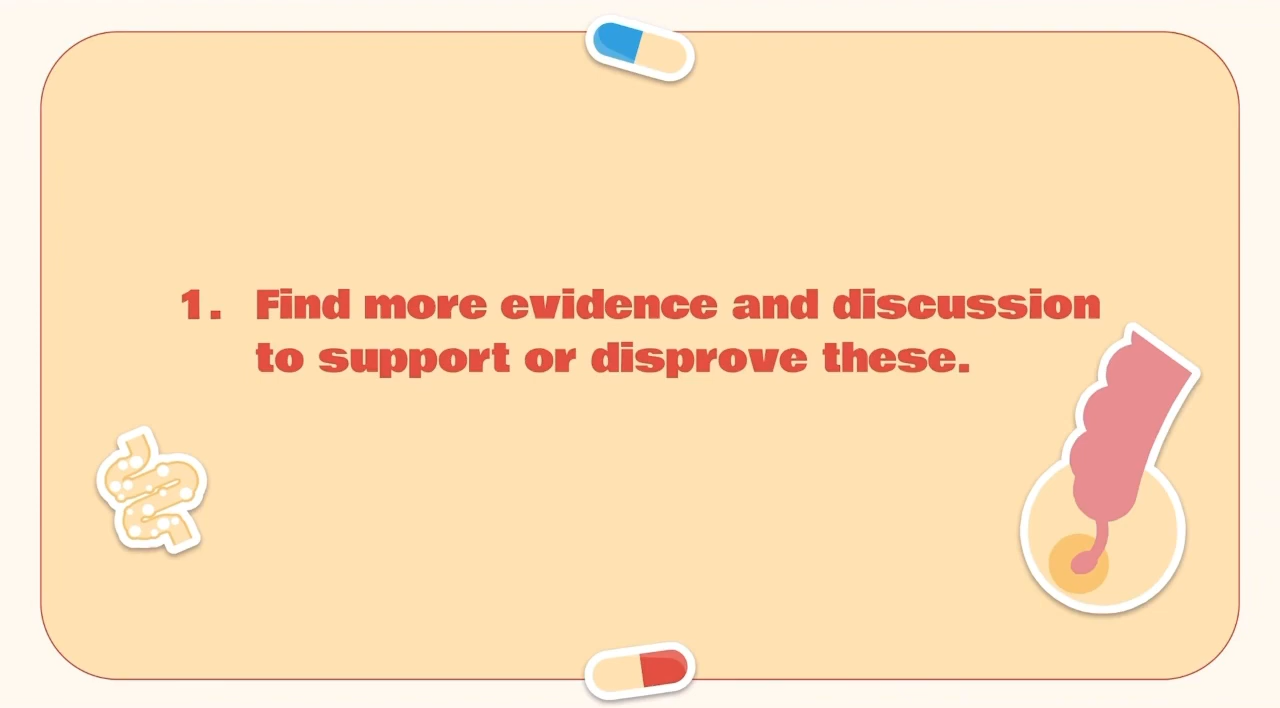 1. Find more evidence and discussion
to support or disprove these.